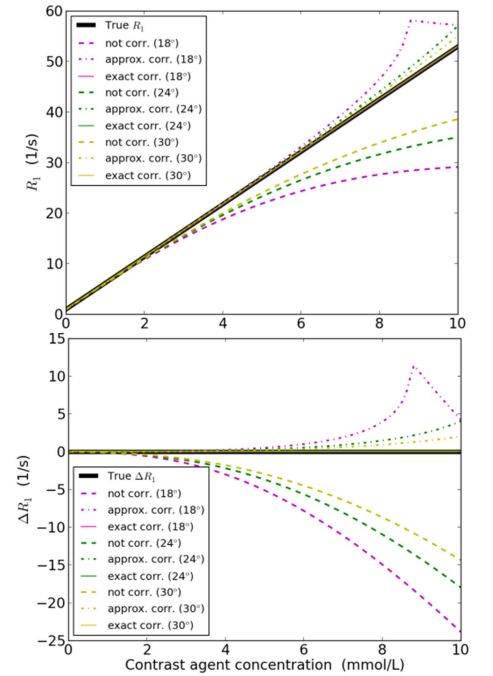 60
50
40
30
20
10
0
R₁ (1/s)
True R₁
not corr. (18°)
approx. corr. (18°)
exact corr. (18°)
not corr. (24°)
approx. corr. (24°)
exact corr. (24°)
not corr. (30°)
approx. corr. (30°)
exact corr. (30°)
0 2 4 6 8 10
15
10
5
0
−5
−10
−15
−20
−25
ΔR₁ (1/s)
True ΔR₁
not corr. (18°)
approx. corr. (18°)
exact corr. (18°)
not corr. (24°)
approx. corr. (24°)
exact corr. (24°)
not corr. (30°)
approx. corr. (30°)
exact corr. (30°)
0 2 4 6 8 10
Contrast agent concentration (mmol/L)